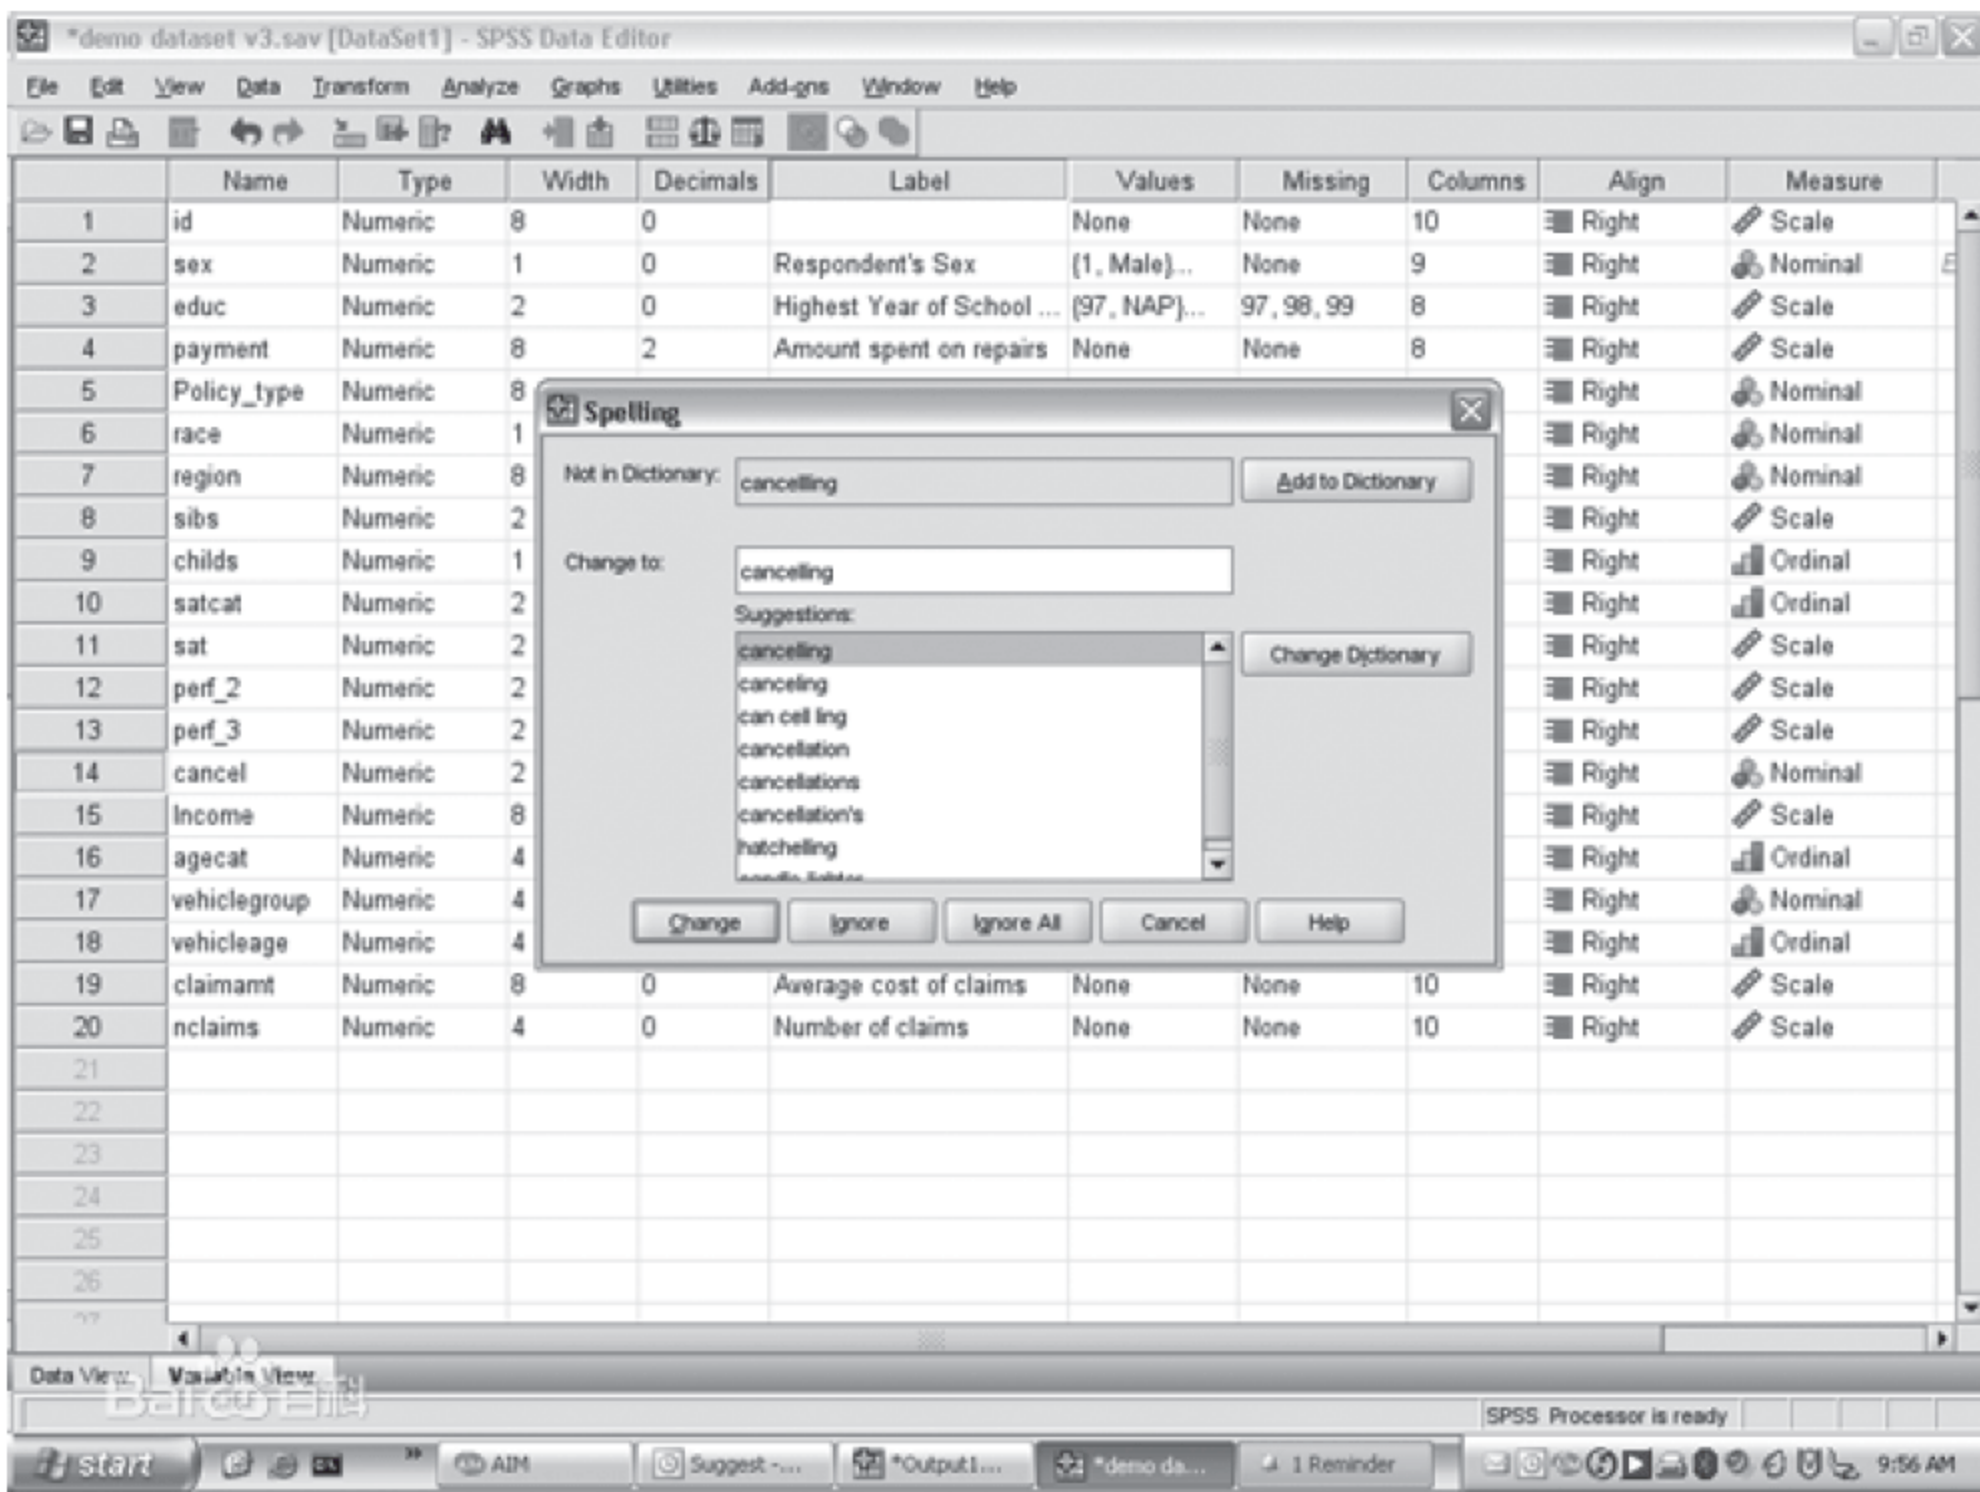 *demo dataset v3.sav [DataSet1] - SPSS Data Editor
File Edit View Data Transform Analyze Graphs Utilities Add-ons Window Help
Name Type Width Decimals Label Values Missing Columns Align Measure
1 id Numeric 8 0 None None 10 Right Scale
2 sex Numeric 1 0 Respondent's Sex {1, Male}... None 9 Right Nominal
3 educ Numeric 2 0 Highest Year of School ... {97, NAP}... 97, 98, 99 8 Right Scale
4 payment Numeric 8 2 Amount spent on repairs None None 8 Right Scale
5 Policy_type Numeric 8 Right Nominal
6 race Numeric 1 Right Nominal
7 region Numeric 8 Right Nominal
8 sibs Numeric 2 Right Scale
9 childs Numeric 1 Right Ordinal
10 satcat Numeric 2 Right Ordinal
11 sat Numeric 2 Right Scale
12 perf_2 Numeric 2 Right Scale
13 perf_3 Numeric 2 Right Scale
14 cancel Numeric 2 Right Nominal
15 Income Numeric 8 Right Scale
16 agecat Numeric 4 Right Ordinal
17 vehiclegroup Numeric 4 Right Nominal
18 vehicleage Numeric 4 Right Ordinal
19 claimamt Numeric 8 0 Average cost of claims None None 10 Right Scale
20 nclaims Numeric 4 0 Number of claims None None 10 Right Scale
21
22
23
24
25
26
Spelling
Not in Dictionary: cancelling Add to Dictionary
Change to: cancelling
Suggestions:
cancelling Change Dictionary
canceling
can cell ling
cancellation
cancellations
cancellation's
hatchelling
Change Ignore Ignore All Cancel Help
Data View Variable View
Bai百科
SPSS Processor is ready
start AIM Suggest -... *Output1... *demo da... 1 Reminder 9:56 AM